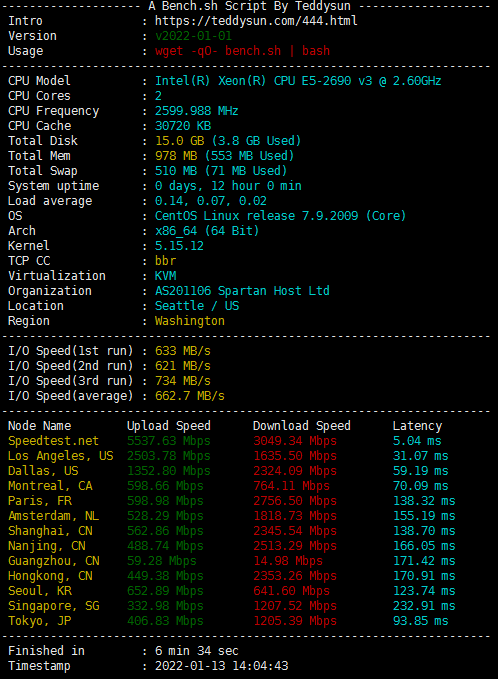 -------------------- A Bench.sh Script By Teddysun -------------------
Intro : https://teddysun.com/444.html
Version : v2022-01-01
Usage : wget -qO- bench.sh | bash
----------------------------------------------------------------------
CPU Model : Intel(R) Xeon(R) CPU E5-2690 v3 @ 2.60GHz
CPU Cores : 2
CPU Frequency : 2599.988 MHz
CPU Cache : 30720 KB
Total Disk : 15.0 GB (3.8 GB Used)
Total Mem : 978 MB (553 MB Used)
Total Swap : 510 MB (71 MB Used)
System uptime : 0 days, 12 hour 0 min
Load average : 0.14, 0.07, 0.02
OS : CentOS Linux release 7.9.2009 (Core)
Arch : x86_64 (64 Bit)
Kernel : 5.15.12
TCP CC : bbr
Virtualization : KVM
Organization : AS201106 Spartan Host Ltd
Location : Seattle / US
Region : Washington
----------------------------------------------------------------------
I/O Speed(1st run) : 633 MB/s
I/O Speed(2nd run) : 621 MB/s
I/O Speed(3rd run) : 734 MB/s
I/O Speed(average) : 662.7 MB/s
----------------------------------------------------------------------
Node Name Upload Speed Download Speed Latency
Speedtest.net 5537.63 Mbps 3049.34 Mbps 5.04 ms
Los Angeles, US 2503.78 Mbps 1635.50 Mbps 31.07 ms
Dallas, US 1352.80 Mbps 2324.09 Mbps 59.19 ms
Montreal, CA 598.66 Mbps 764.11 Mbps 70.09 ms
Paris, FR 598.98 Mbps 2756.50 Mbps 138.32 ms
Amsterdam, NL 528.29 Mbps 1818.73 Mbps 155.19 ms
Shanghai, CN 562.86 Mbps 2345.54 Mbps 138.70 ms
Nanjing, CN 488.74 Mbps 2513.29 Mbps 166.05 ms
Guangzhou, CN 59.28 Mbps 14.98 Mbps 171.42 ms
Hongkong, CN 449.38 Mbps 2353.26 Mbps 170.91 ms
Seoul, KR 652.89 Mbps 641.60 Mbps 123.74 ms
Singapore, SG 332.98 Mbps 1207.52 Mbps 232.91 ms
Tokyo, JP 406.83 Mbps 1205.39 Mbps 93.85 ms
----------------------------------------------------------------------
Finished in : 6 min 34 sec
Timestamp : 2022-01-13 14:04:43
----------------------------------------------------------------------